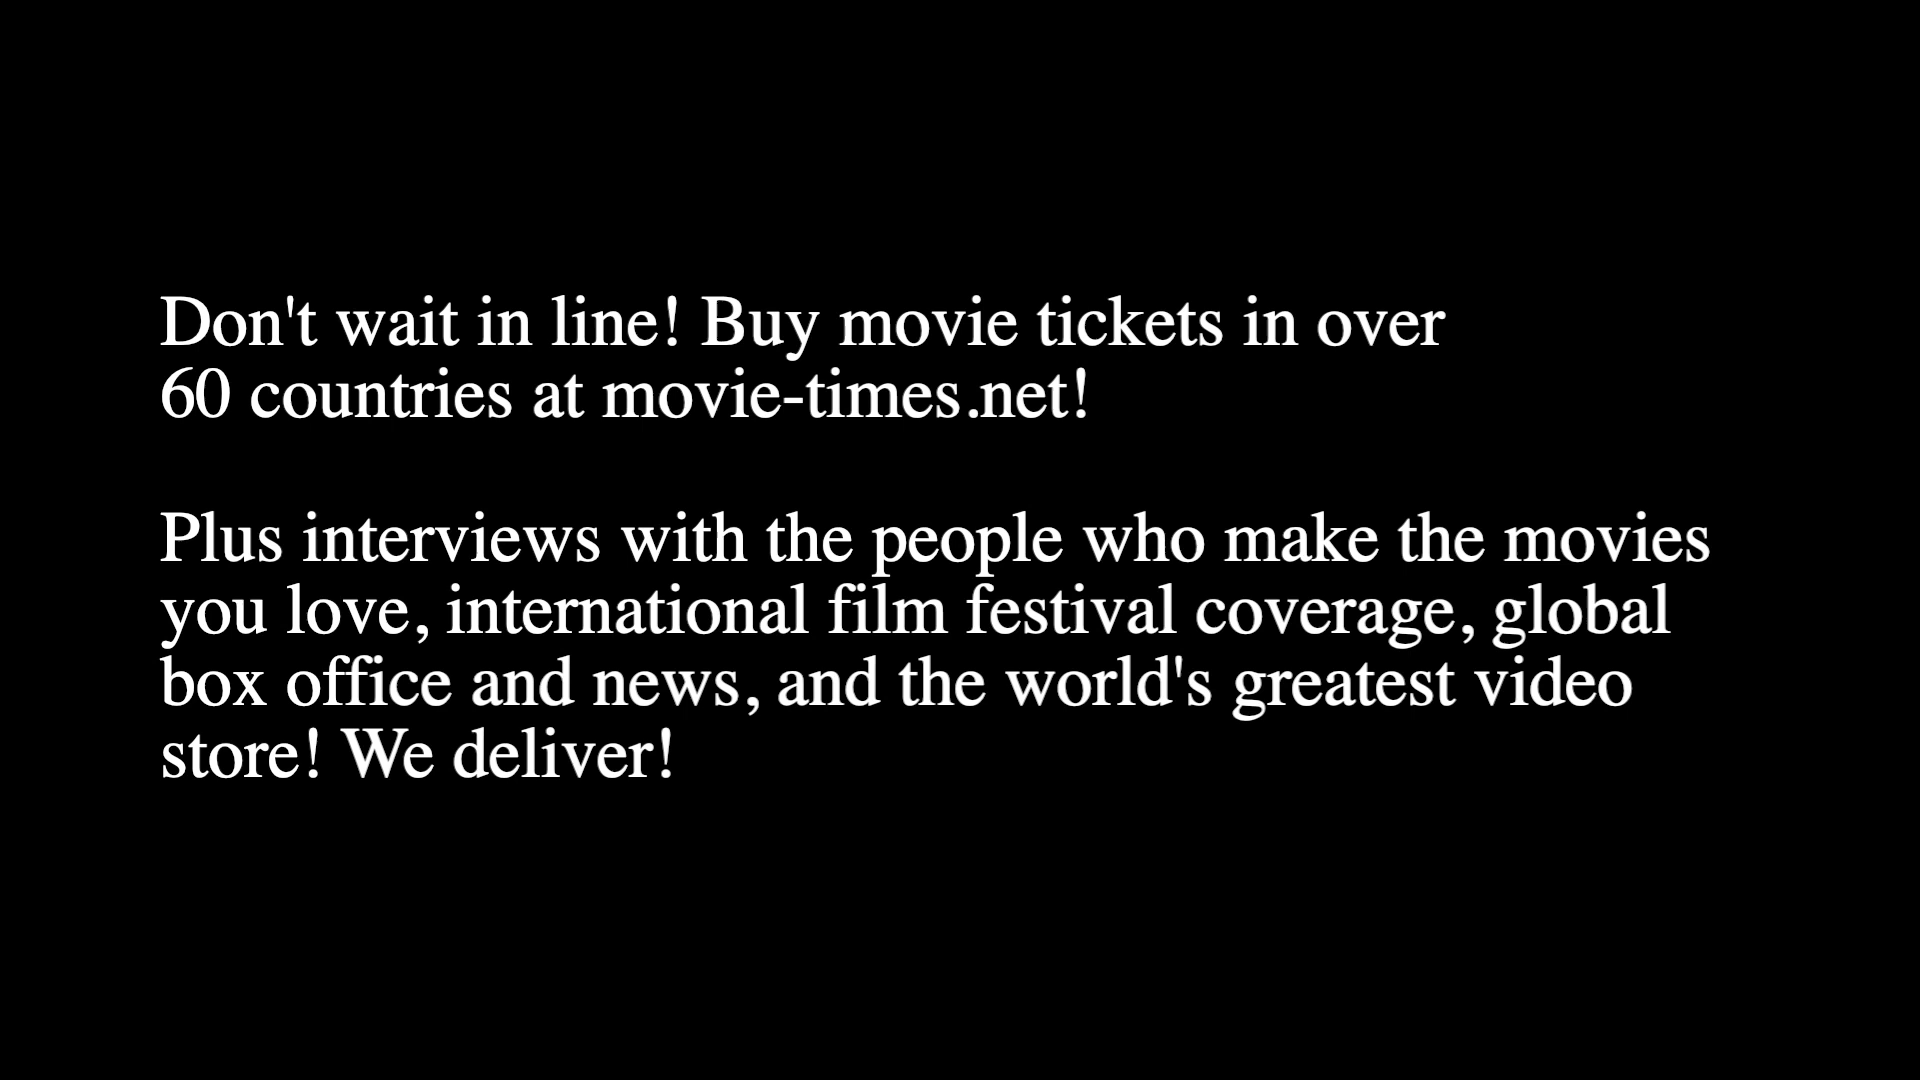 Don't wait in line! Buy movie tickets in over
60 countries at movie-times.net!
Plus interviews with the people who make the movies
you love, international film festival coverage, global
box office and news, and the world's greatest video
store! We deliver!